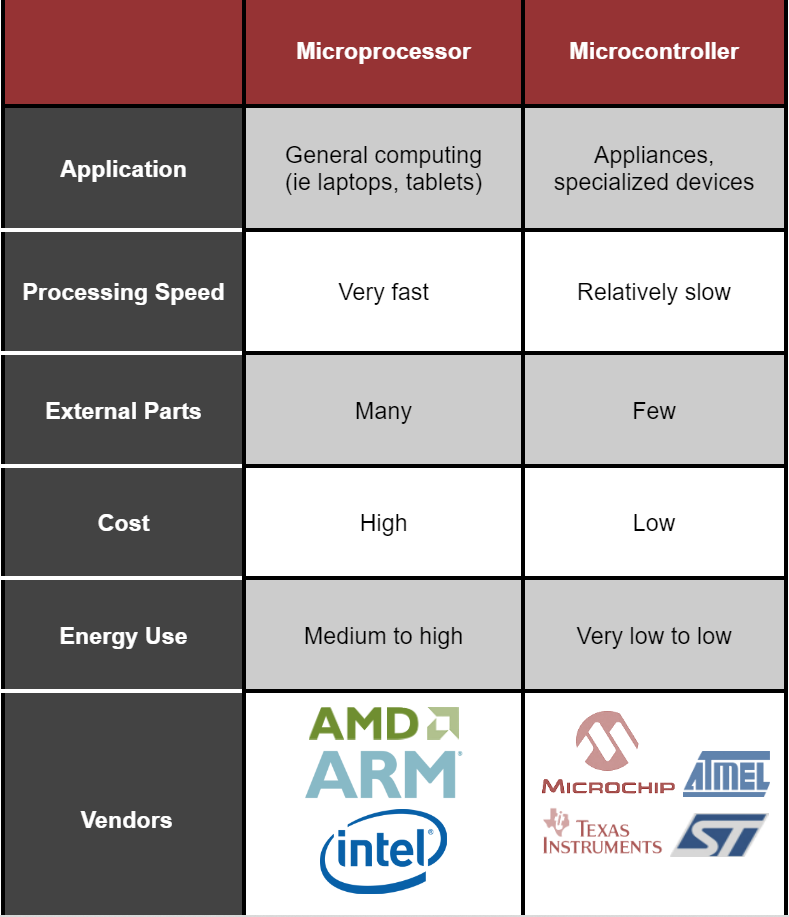 Microprocessor Microcontroller
Application
General computing
(ie laptops, tablets)
Appliances,
specialized devices
Processing Speed
Very fast
Relatively slow
External Parts
Many
Few
Cost
High
Low
Energy Use
Medium to high
Very low to low
Vendors
AMD
ARM®
intel®
MICROCHIP
ATMEL
TEXAS
INSTRUMENTS
ST